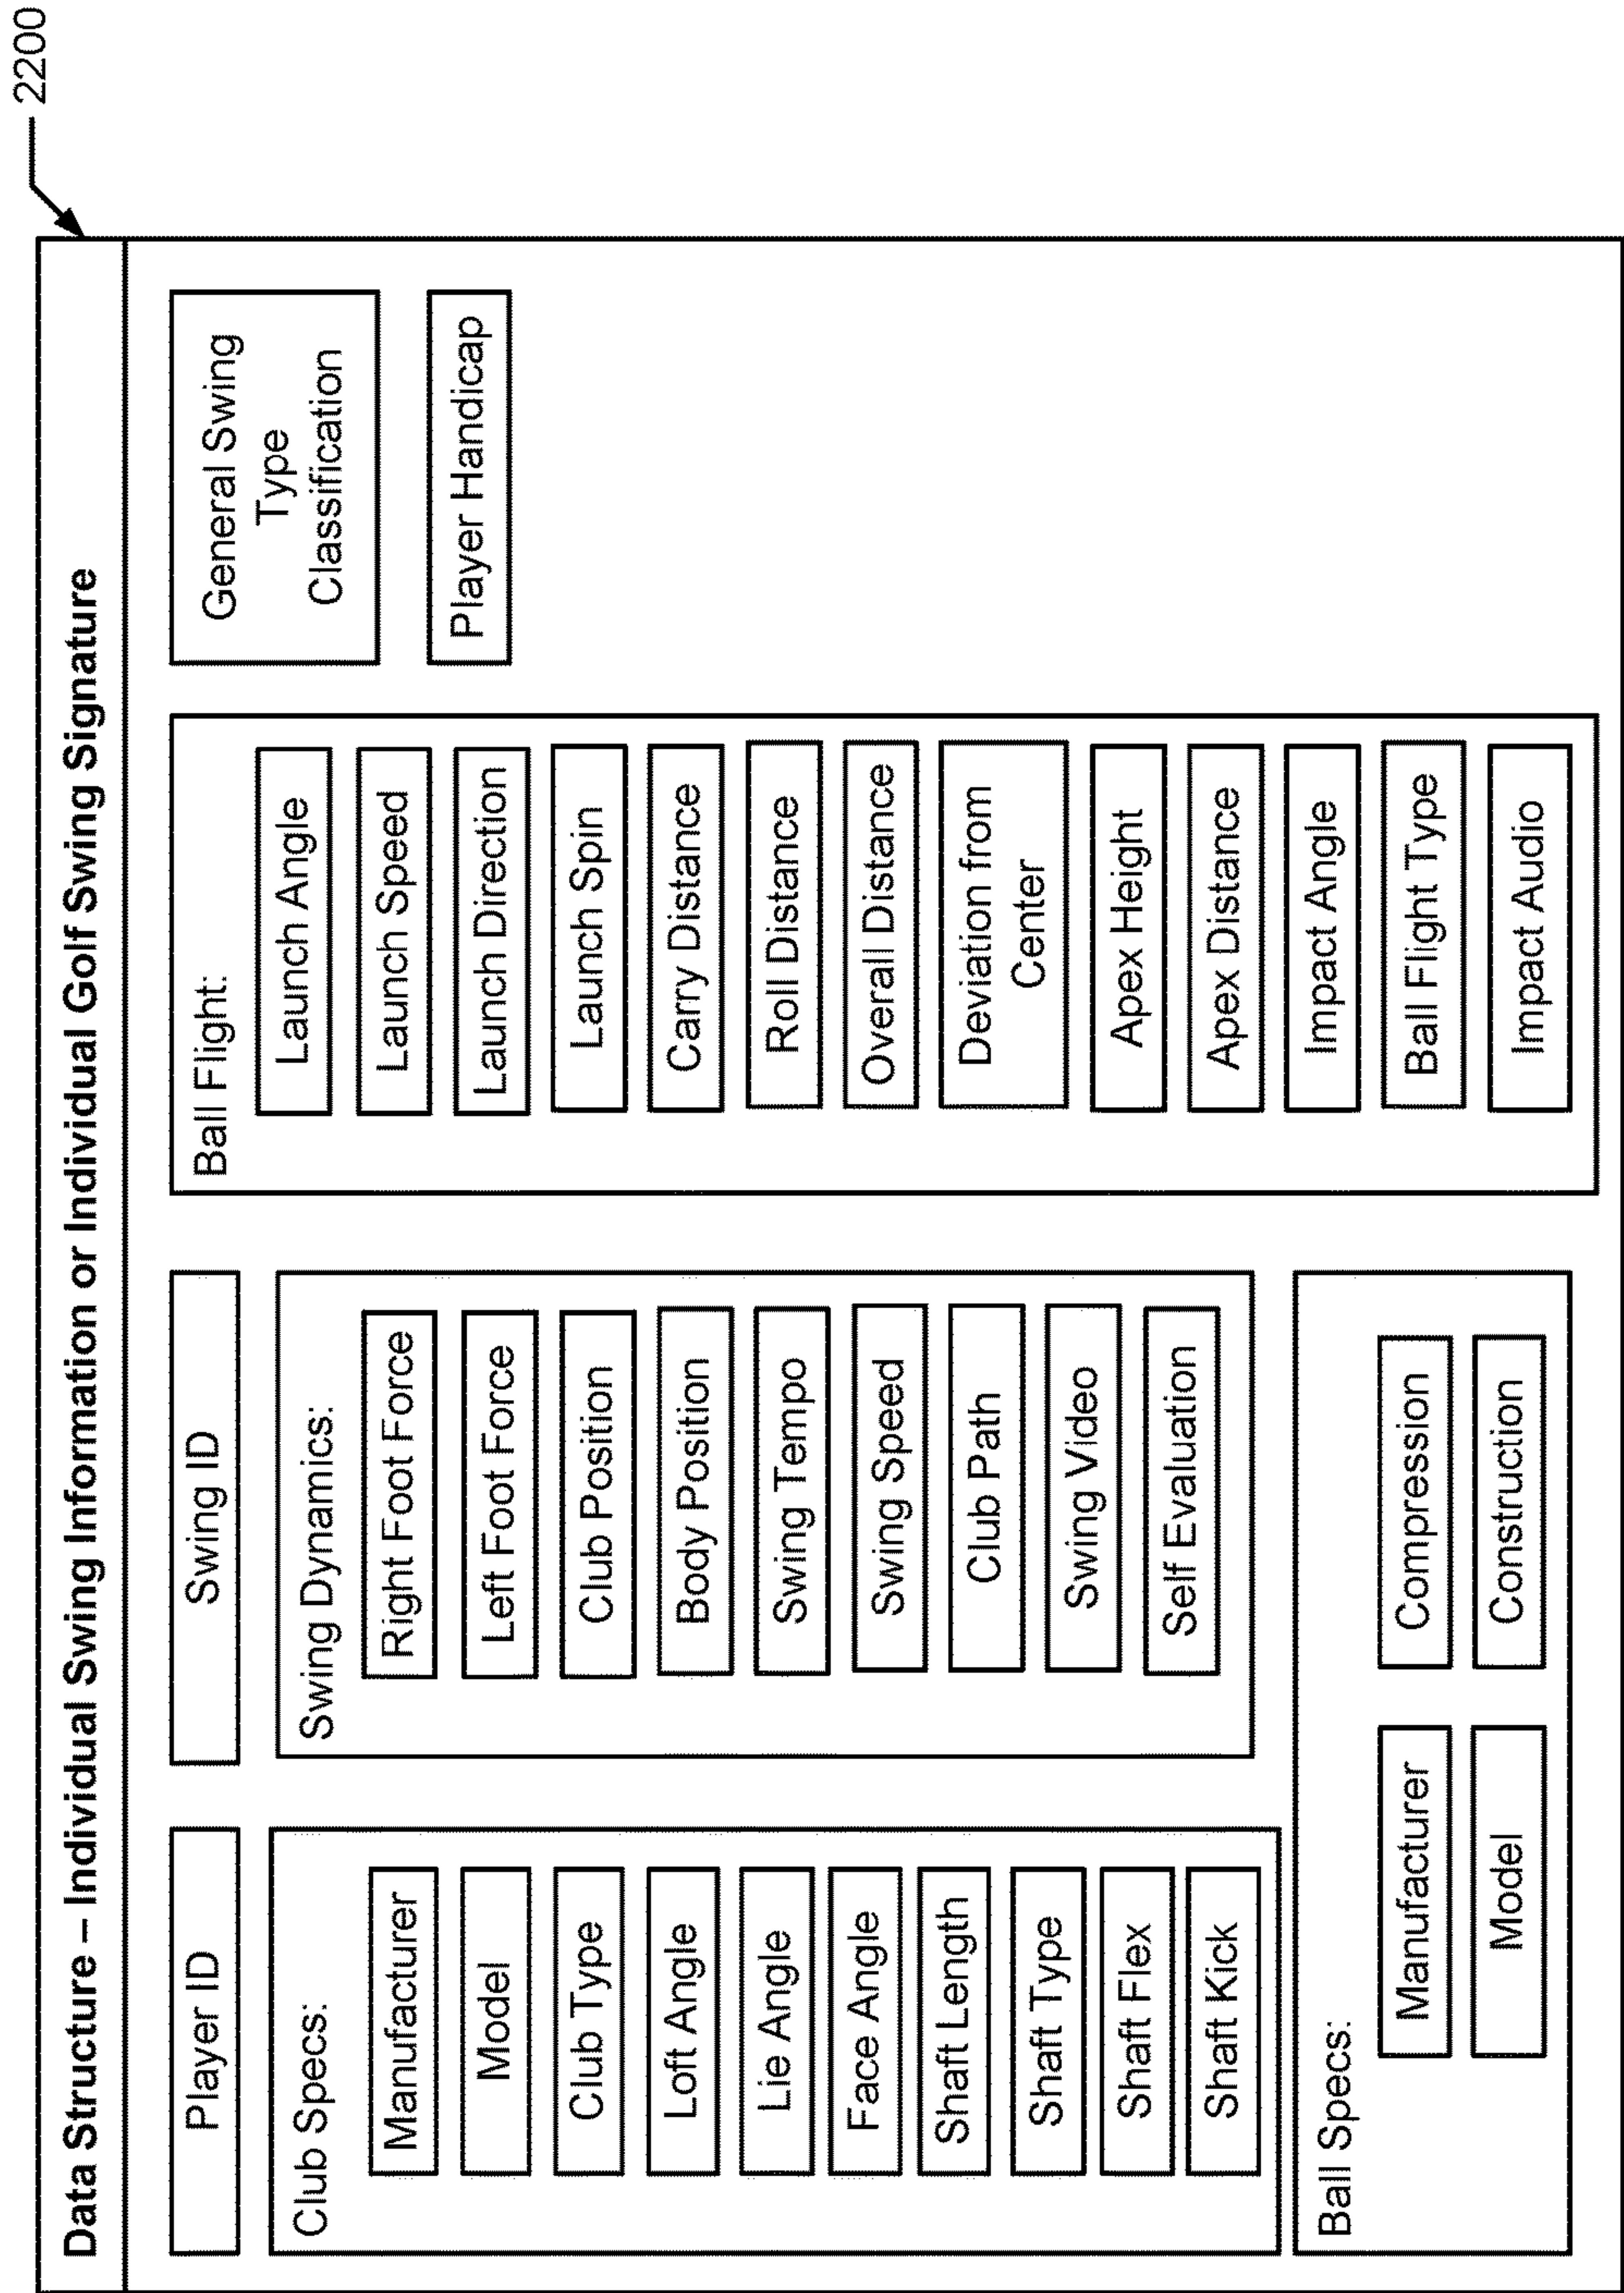 2200
Data Structure – Individual Swing Information or Individual Golf Swing Signature
Player ID
Swing ID
Club Specs:
Manufacturer
Model
Club Type
Loft Angle
Lie Angle
Face Angle
Shaft Length
Shaft Type
Shaft Flex
Shaft Kick
Swing Dynamics:
Right Foot Force
Left Foot Force
Club Position
Body Position
Swing Tempo
Swing Speed
Club Path
Swing Video
Self Evaluation
Ball Specs:
Manufacturer
Compression
Model
Construction
Ball Flight:
Launch Angle
Launch Speed
Launch Direction
Launch Spin
Carry Distance
Roll Distance
Overall Distance
Deviation from
Center
Apex Height
Apex Distance
Impact Angle
Ball Flight Type
Impact Audio
General Swing
Type
Classification
Player Handicap